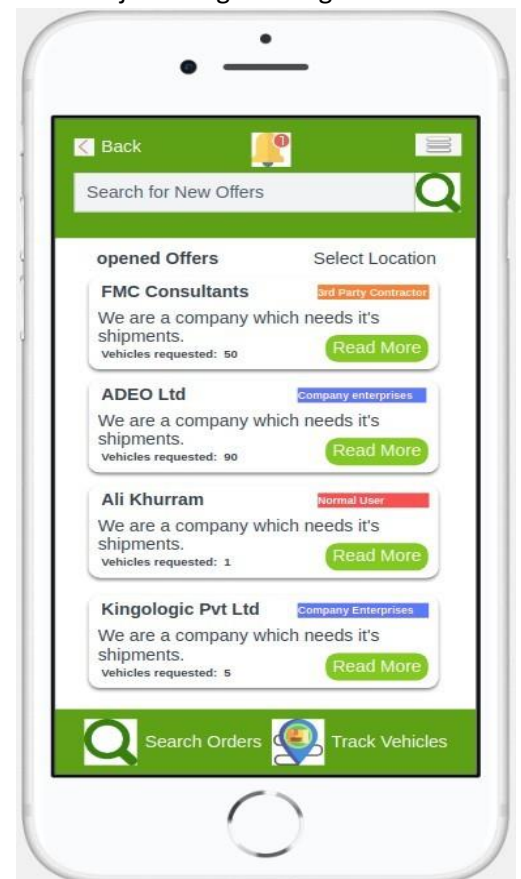 Back
1
Search for New Offers
opened Offers Select Location
FMC Consultants 3rd Party Contractor
We are a company which needs it's
shipments.
Vehicles requested: 50 Read More
ADEO Ltd Company enterprises
We are a company which needs it's
shipments.
Vehicles requested: 90 Read More
Ali Khurram Normal User
We are a company which needs it's
shipments.
Vehicles requested: 1 Read More
Kingologic Pvt Ltd Company Enterprises
We are a company which needs it's
shipments.
Vehicles requested: 5 Read More
Search Orders Track Vehicles